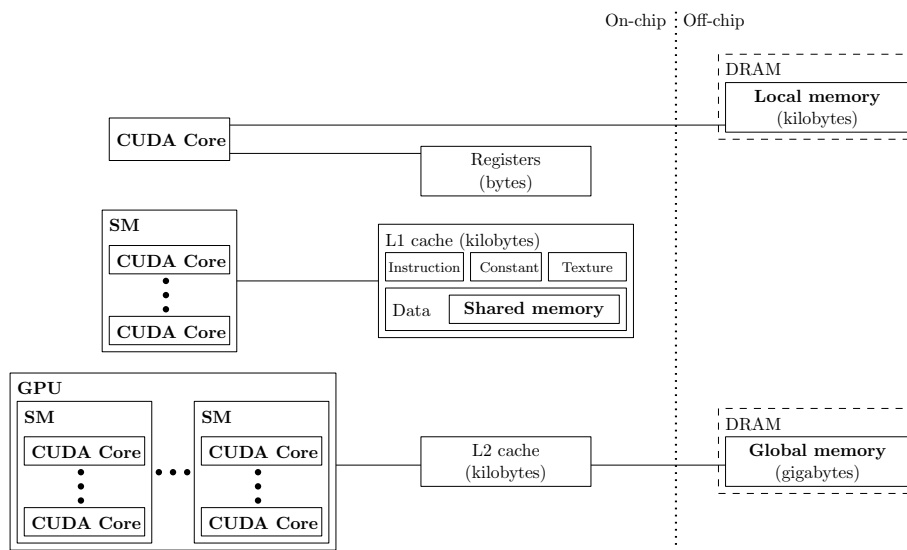 On-chip
Off-chip
DRAM
Local memory
(kilobytes)
CUDA Core
Registers
(bytes)
SM
CUDA Core
CUDA Core
L1 cache (kilobytes)
Instruction
Constant
Texture
Data
Shared memory
GPU
SM
CUDA Core
CUDA Core
SM
CUDA Core
CUDA Core
L2 cache
(kilobytes)
DRAM
Global memory
(gigabytes)